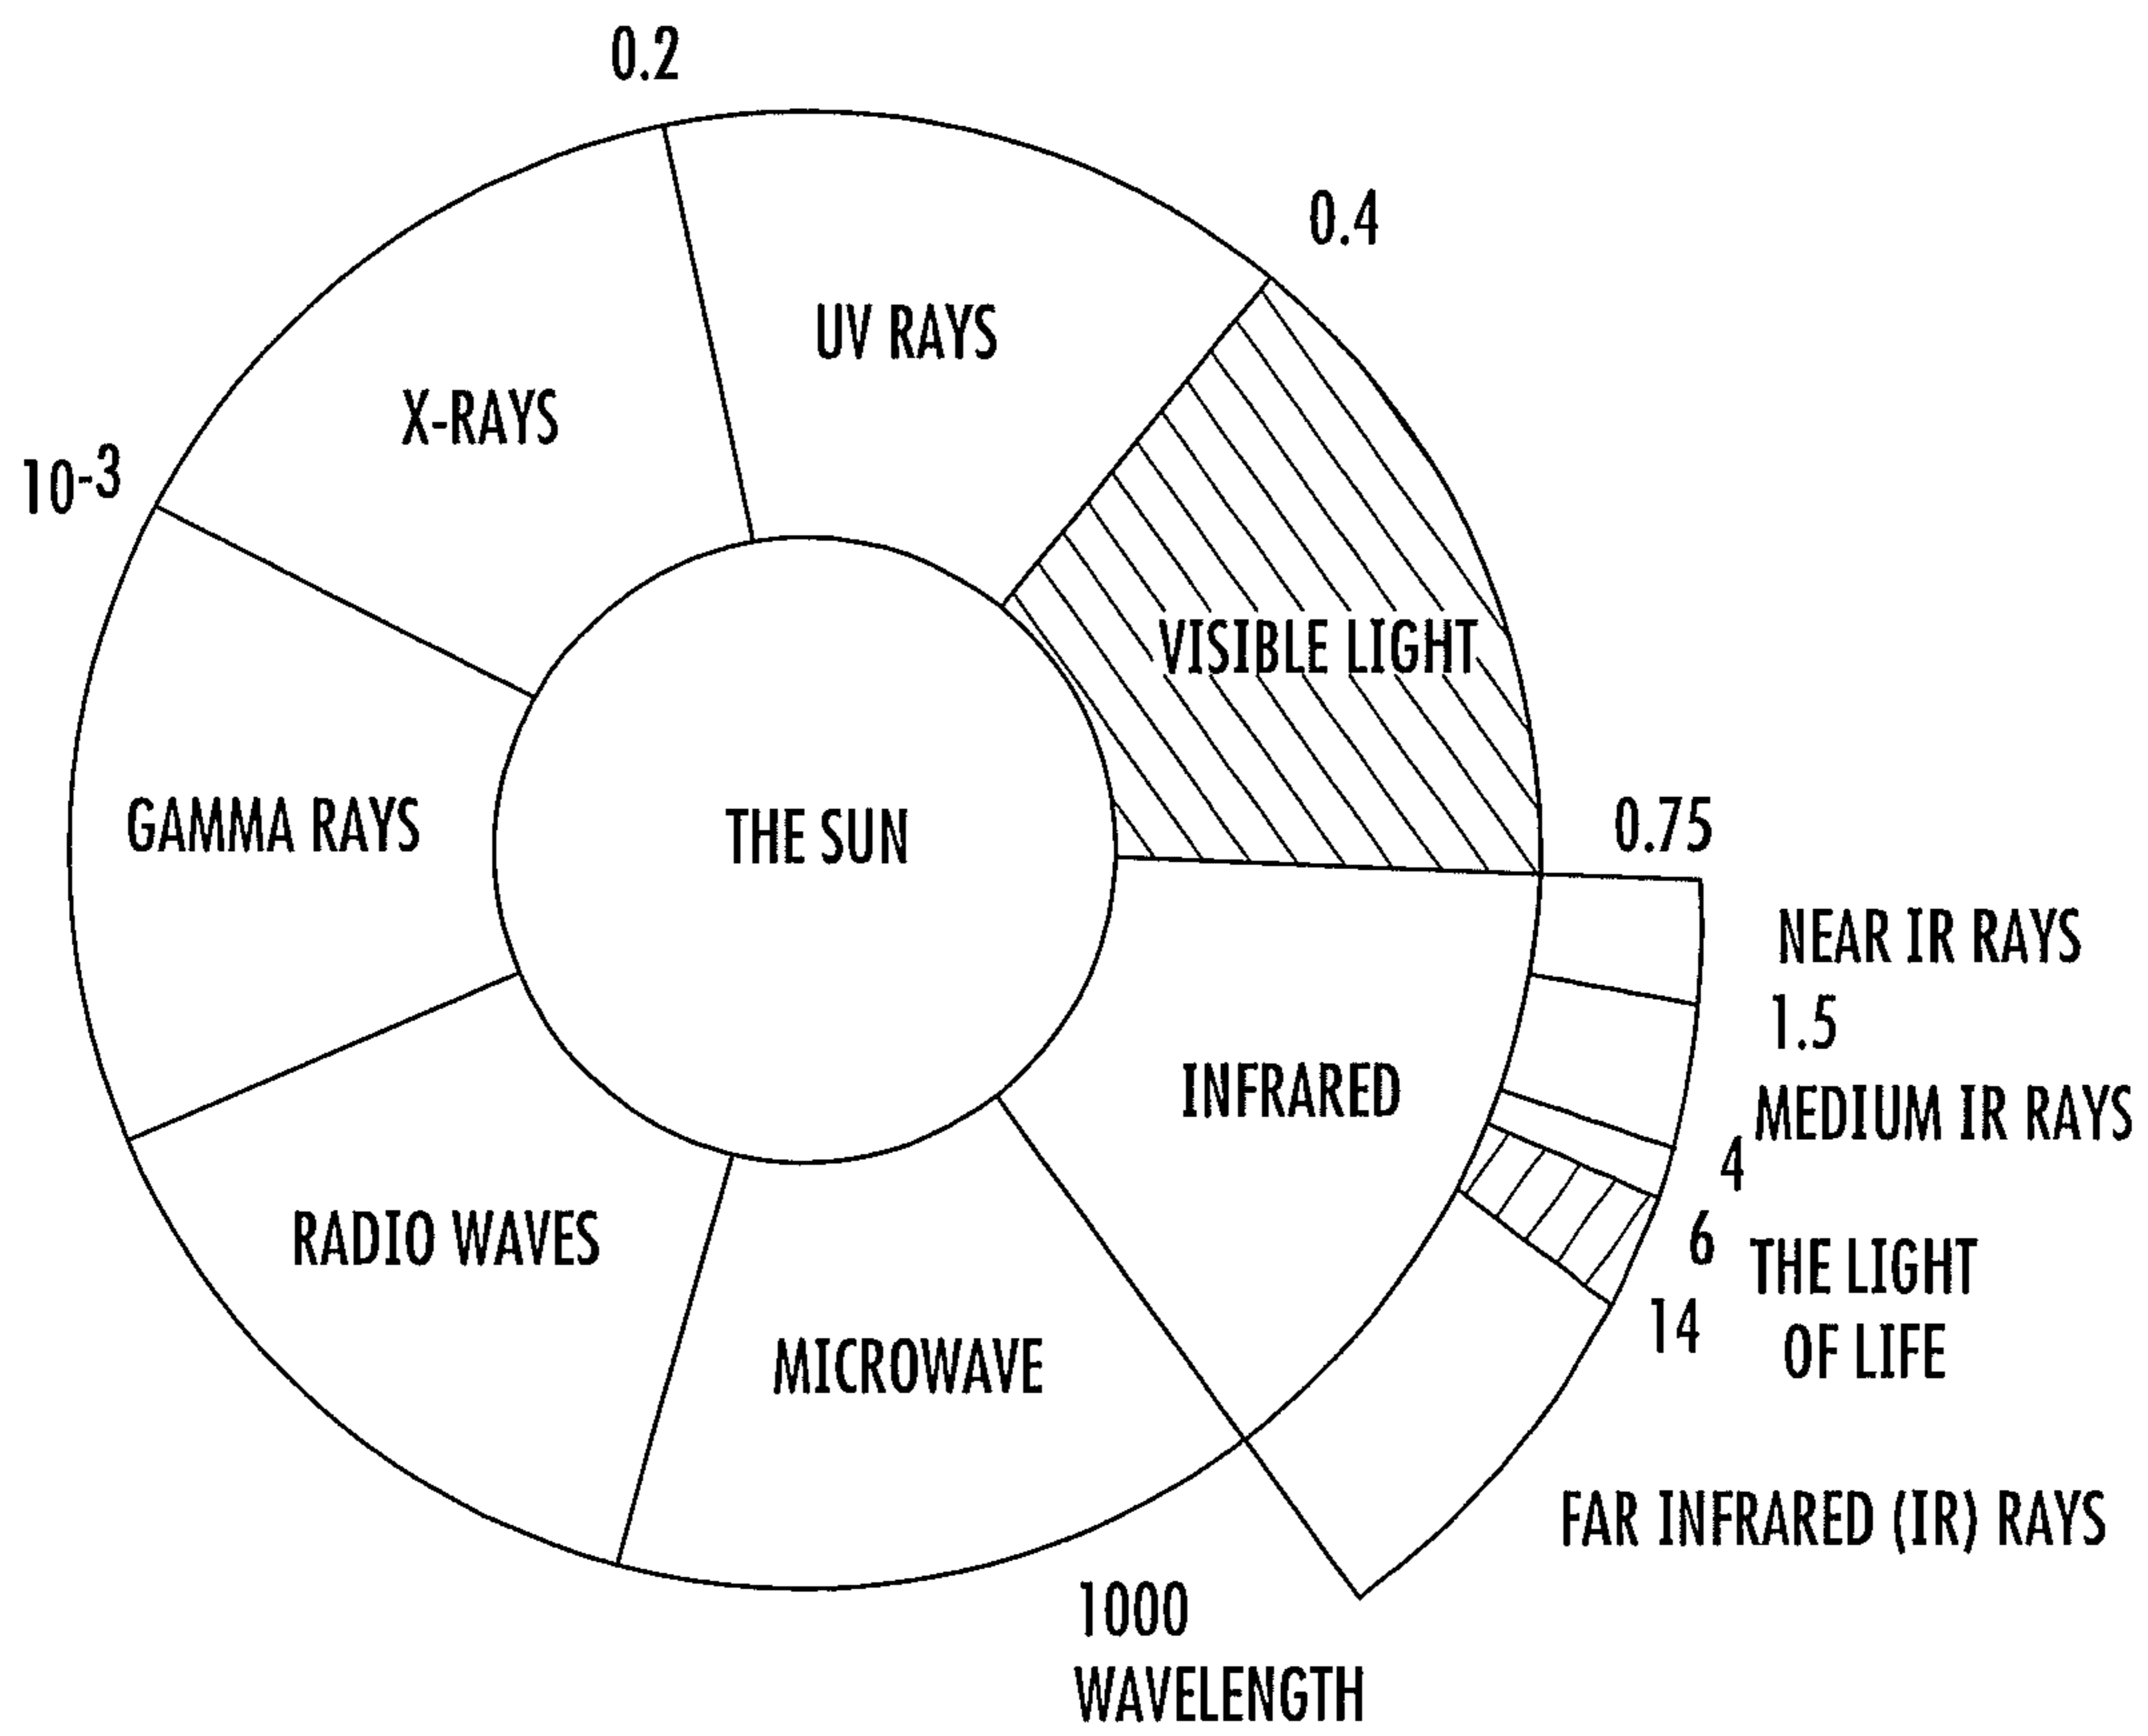 0.2
0.4
UV RAYS
X-RAYS
10-3
VISIBLE LIGHT
GAMMA RAYS
THE SUN
0.75
NEAR IR RAYS
1.5
INFRARED
MEDIUM IR RAYS
4
6
THE LIGHT
OF LIFE
14
RADIO WAVES
MICROWAVE
FAR INFRARED (IR) RAYS
1000
WAVELENGTH